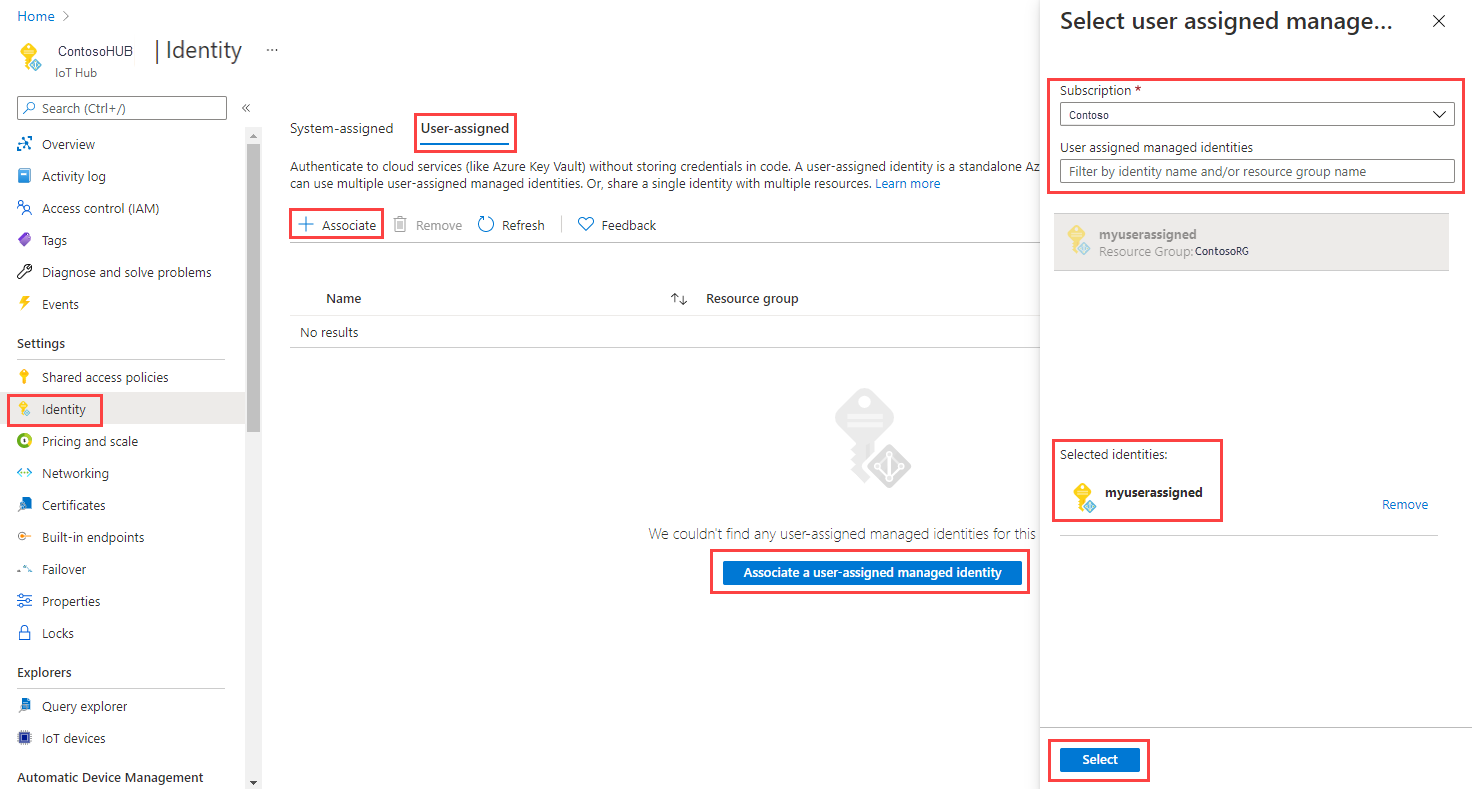 Home
ContosoHUB | Identity ...
IoT Hub
Search (Ctrl+/)
Overview
Activity log
Access control (IAM)
Tags
Diagnose and solve problems
Events
Settings
Shared access policies
Identity
Pricing and scale
Networking
Certificates
Built-in endpoints
Failover
Properties
Locks
Explorers
Query explorer
IoT devices
Automatic Device Management
System-assigned User-assigned
Authenticate to cloud services (like Azure Key Vault) without storing credentials in code. A user-assigned identity is a standalone Az
can use multiple user-assigned managed identities. Or, share a single identity with multiple resources. Learn more
Associate Remove Refresh Feedback
Name Resource group
No results
We couldn't find any user-assigned managed identities for this
Associate a user-assigned managed identity
Select user assigned manage...
Subscription *
Contoso
User assigned managed identities
Filter by identity name and/or resource group name
myuserassigned
Resource Group: ContosoRG
Selected identities:
myuserassigned
Remove
Select